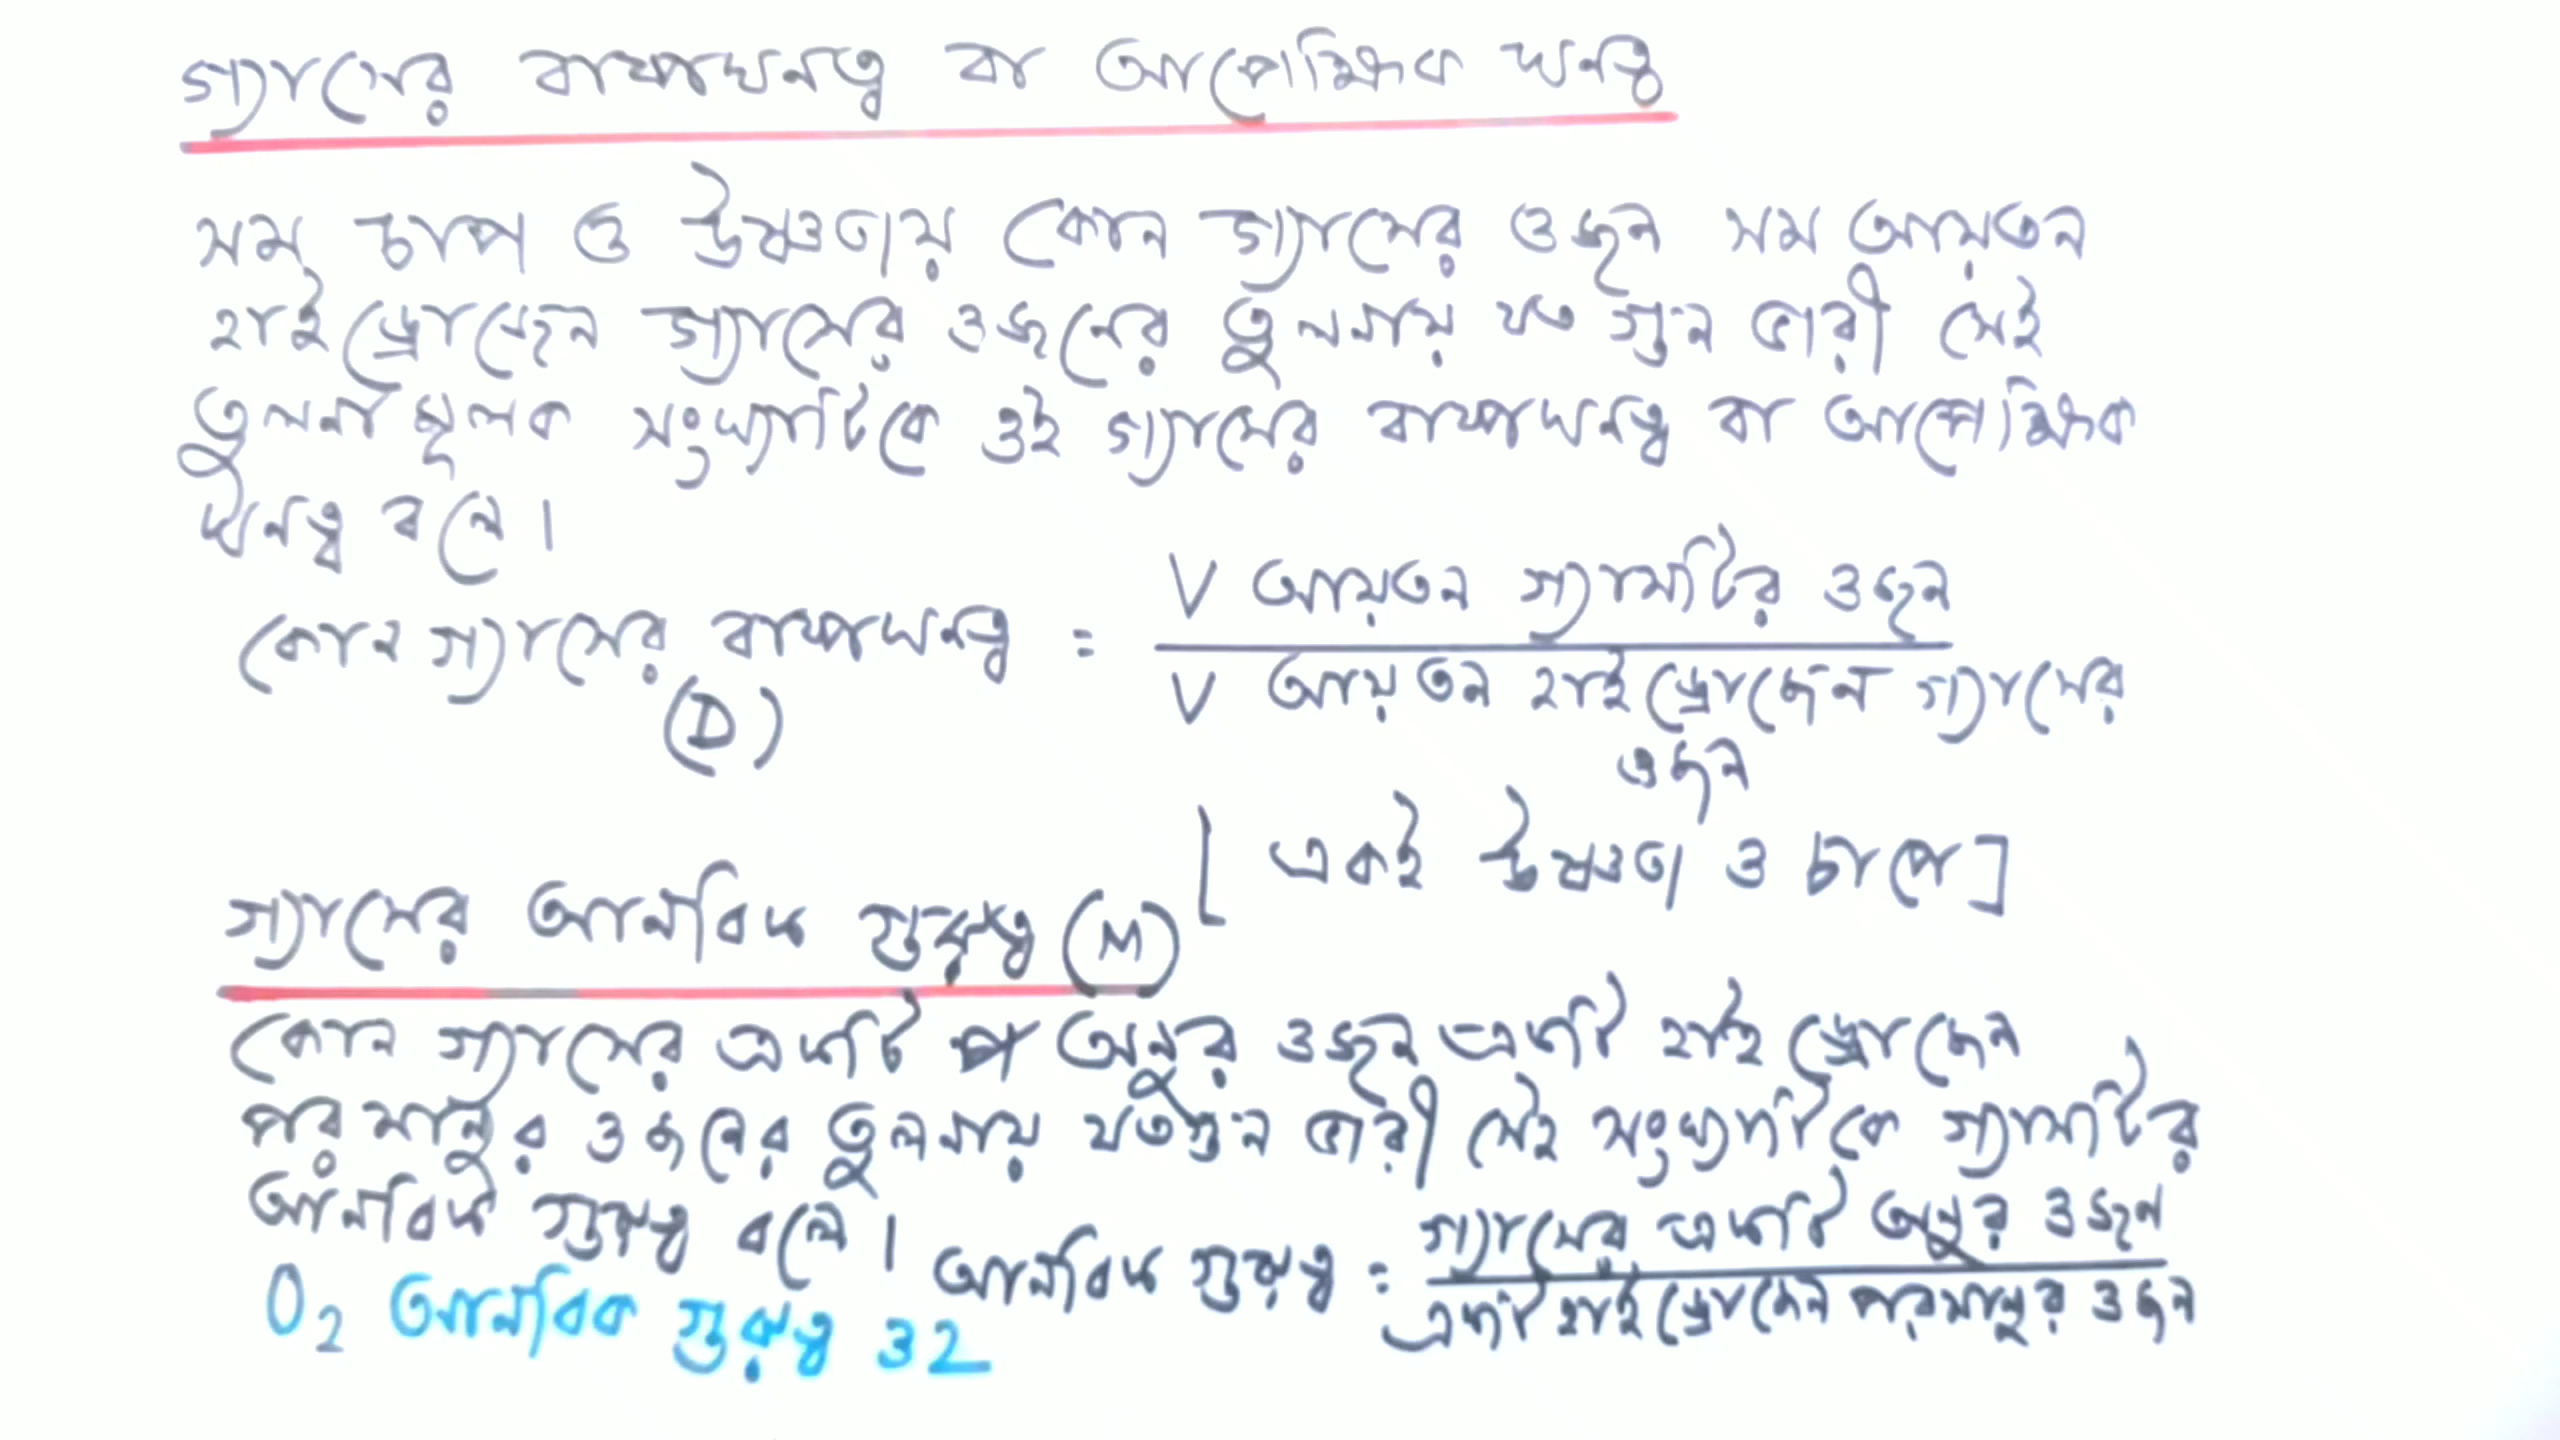 গ্যাসের বাষ্পঘনত্ব বা আপেক্ষিক ঘনত্ব
সম চাপ ও উষ্ণতায় কোন গ্যাসের ওজন সম আয়তন
হাইড্রোজেন গ্যাসের ওজনের তুলনায় যত গুন ভারী সেই
তুলনামূলক সংখ্যাটিকে ওই গ্যাসের বাষ্পঘনত্ব বা আপেক্ষিক
ঘনত্ব বলে।
কোন গ্যাসের বাষ্পঘনত্ব (D) = V আয়তন গ্যাসটির ওজন
V আয়তন হাইড্রোজেন গ্যাসের
ওজন
[একই উষ্ণতা ও চাপে]
গ্যাসের আনবিক গুরুত্ব (M)
কোন গ্যাসের একটি অনুর ওজন একটি হাইড্রোজেন
পরমানুর ওজনের তুলনায় যতগুন ভারী সেই সংখ্যাটিকে গ্যাসটির
আনবিক গুরুত্ব বলে।
আনবিক গুরুত্ব = গ্যাসের একটি অনুর ওজন
একটি হাইড্রোজেন পরমানুর ওজন
O2 আনবিক গুরুত্ব 32